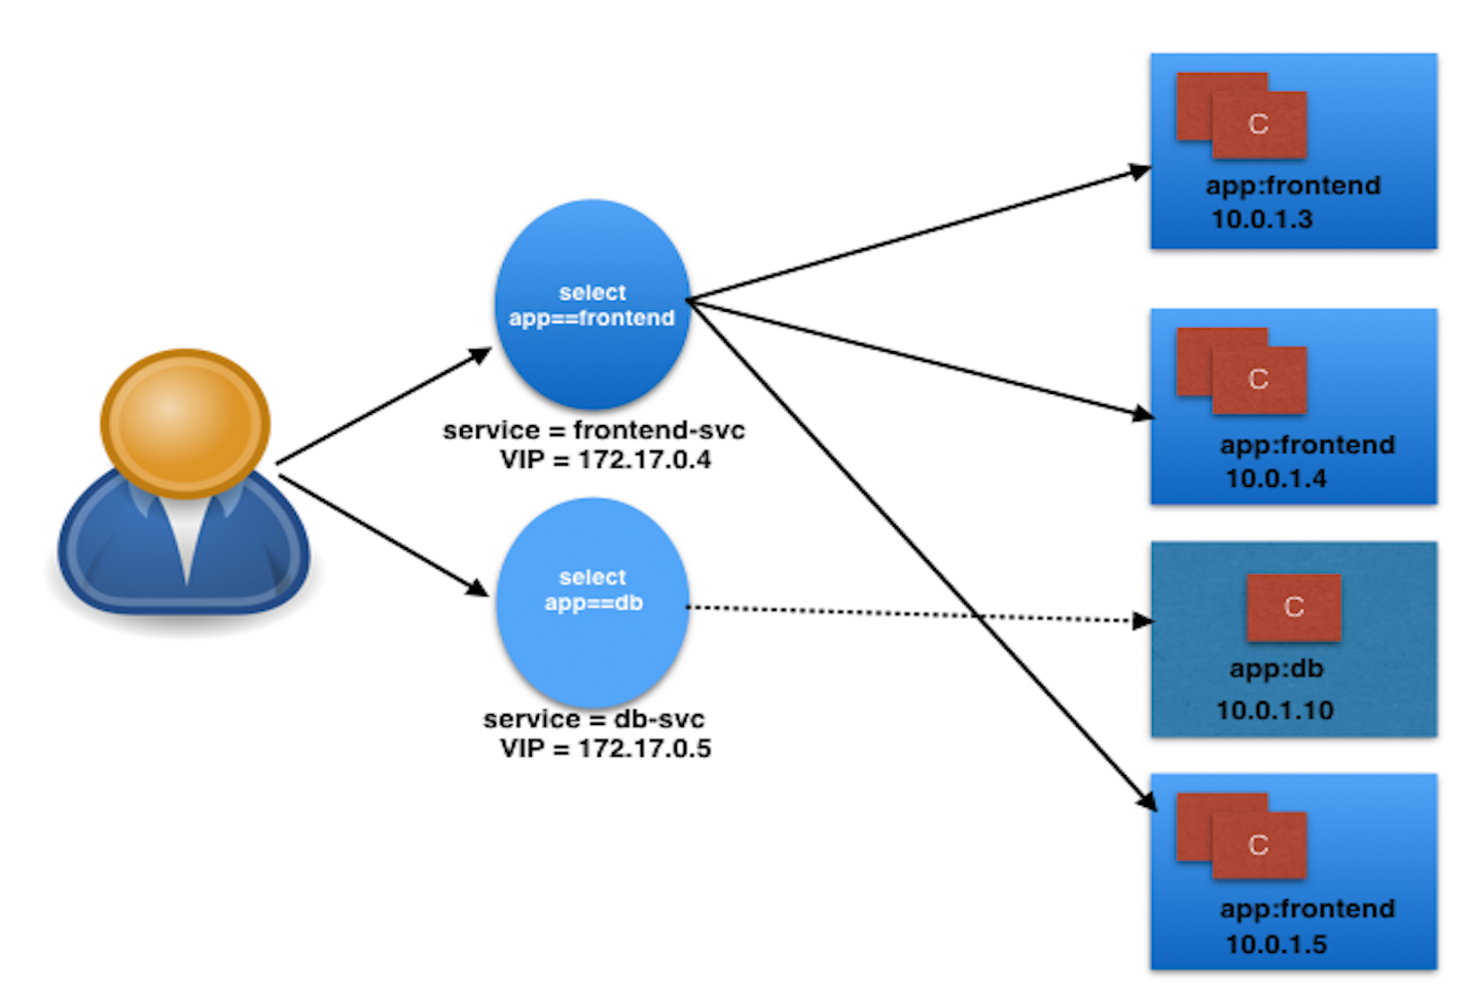 select
app==frontend
service = frontend-svc
VIP = 172.17.0.4
select
app==db
service = db-svc
VIP = 172.17.0.5
C
app:frontend
10.0.1.3
C
app:frontend
10.0.1.4
C
app:db
10.0.1.10
C
app:frontend
10.0.1.5